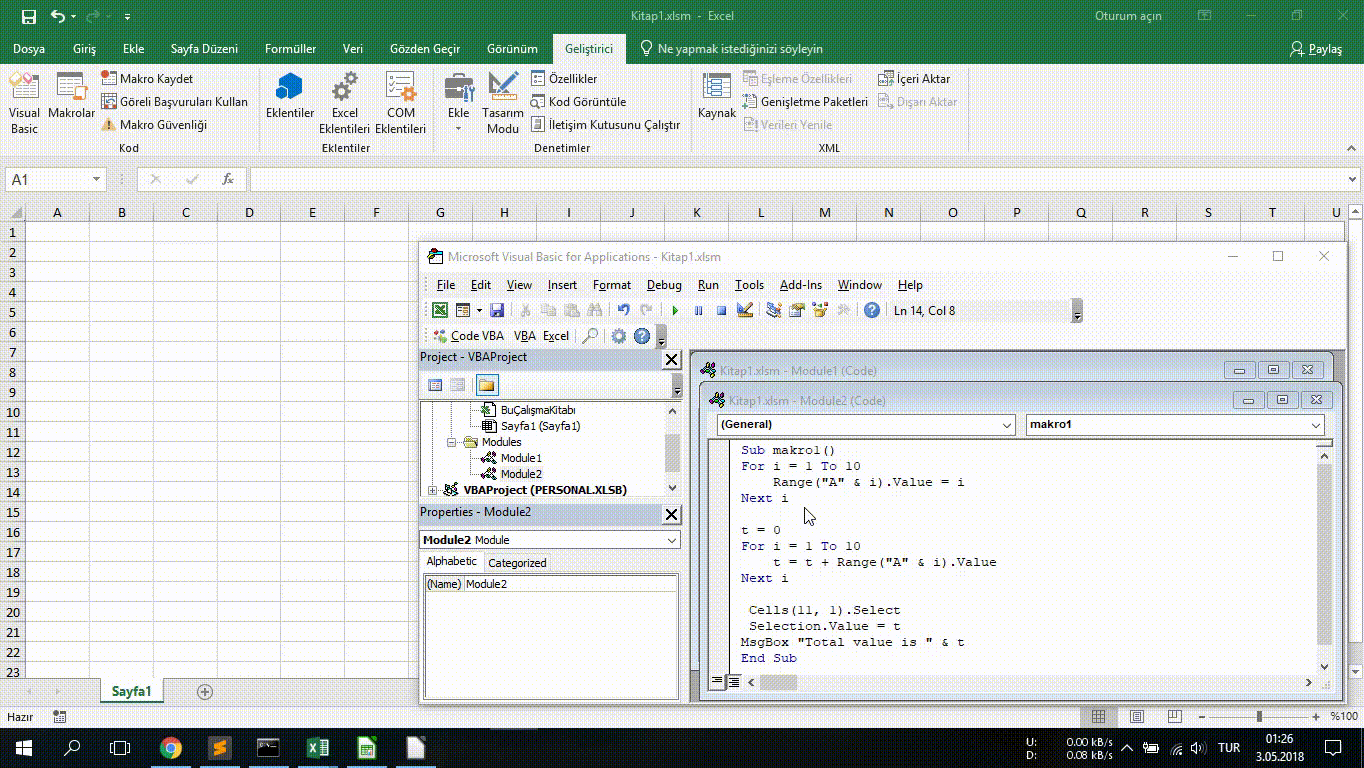 Kitap1.xlsm - Excel
Oturum açın
Dosya Giriş Ekle Sayfa Düzeni Formüller Veri Gözden Geçir Görünüm Geliştirici Ne yapmak istediğinizi söyleyin Paylaş
Visual Basic
Makrolar
Makro Kaydet
Göreli Başvuruları Kullan
Makro Güvenliği
Kod
Eklentiler
Excel Eklentileri
COM Eklentileri
Eklentiler
Ekle
Tasarım Modu
Özellikler
Kod Görüntüle
İletişim Kutusunu Çalıştır
Denetimler
Kaynak
Eşleme Özellikleri
Genişletme Paketleri
Verileri Yenile
İçeri Aktar
Dışarı Aktar
XML
A1
fx
A B C D E F G H I J K L M N O P Q R S T U
1
2
3
4
5
6
7
8
9
10
11
12
13
14
15
16
17
18
19
20
21
22
23
Microsoft Visual Basic for Applications - Kitap1.xlsm
File Edit View Insert Format Debug Run Tools Add-Ins Window Help
Ln 14, Col 8
Code VBA VBA Excel
Project - VBAProject
BuÇalışmaKitabı
Sayfa1 (Sayfa1)
Modules
Module1
Module2
VBAProject (PERSONAL.XLSB)
Properties - Module2
Module2 Module
Alphabetic Categorized
(Name) Module2
Kitap1.xlsm - Module1 (Code)
Kitap1.xlsm - Module2 (Code)
(General) makro1
Sub makro1()
For i = 1 To 10
Range("A" & i).Value = i
Next i
t = 0
For i = 1 To 10
t = t + Range("A" & i).Value
Next i
Cells(11, 1).Select
Selection.Value = t
MsgBox "Total value is " & t
End Sub
Sayfa1
Hazır
%100
U: 0.00 kB/s
D: 0.08 kB/s
TUR
01:26
3.05.2018